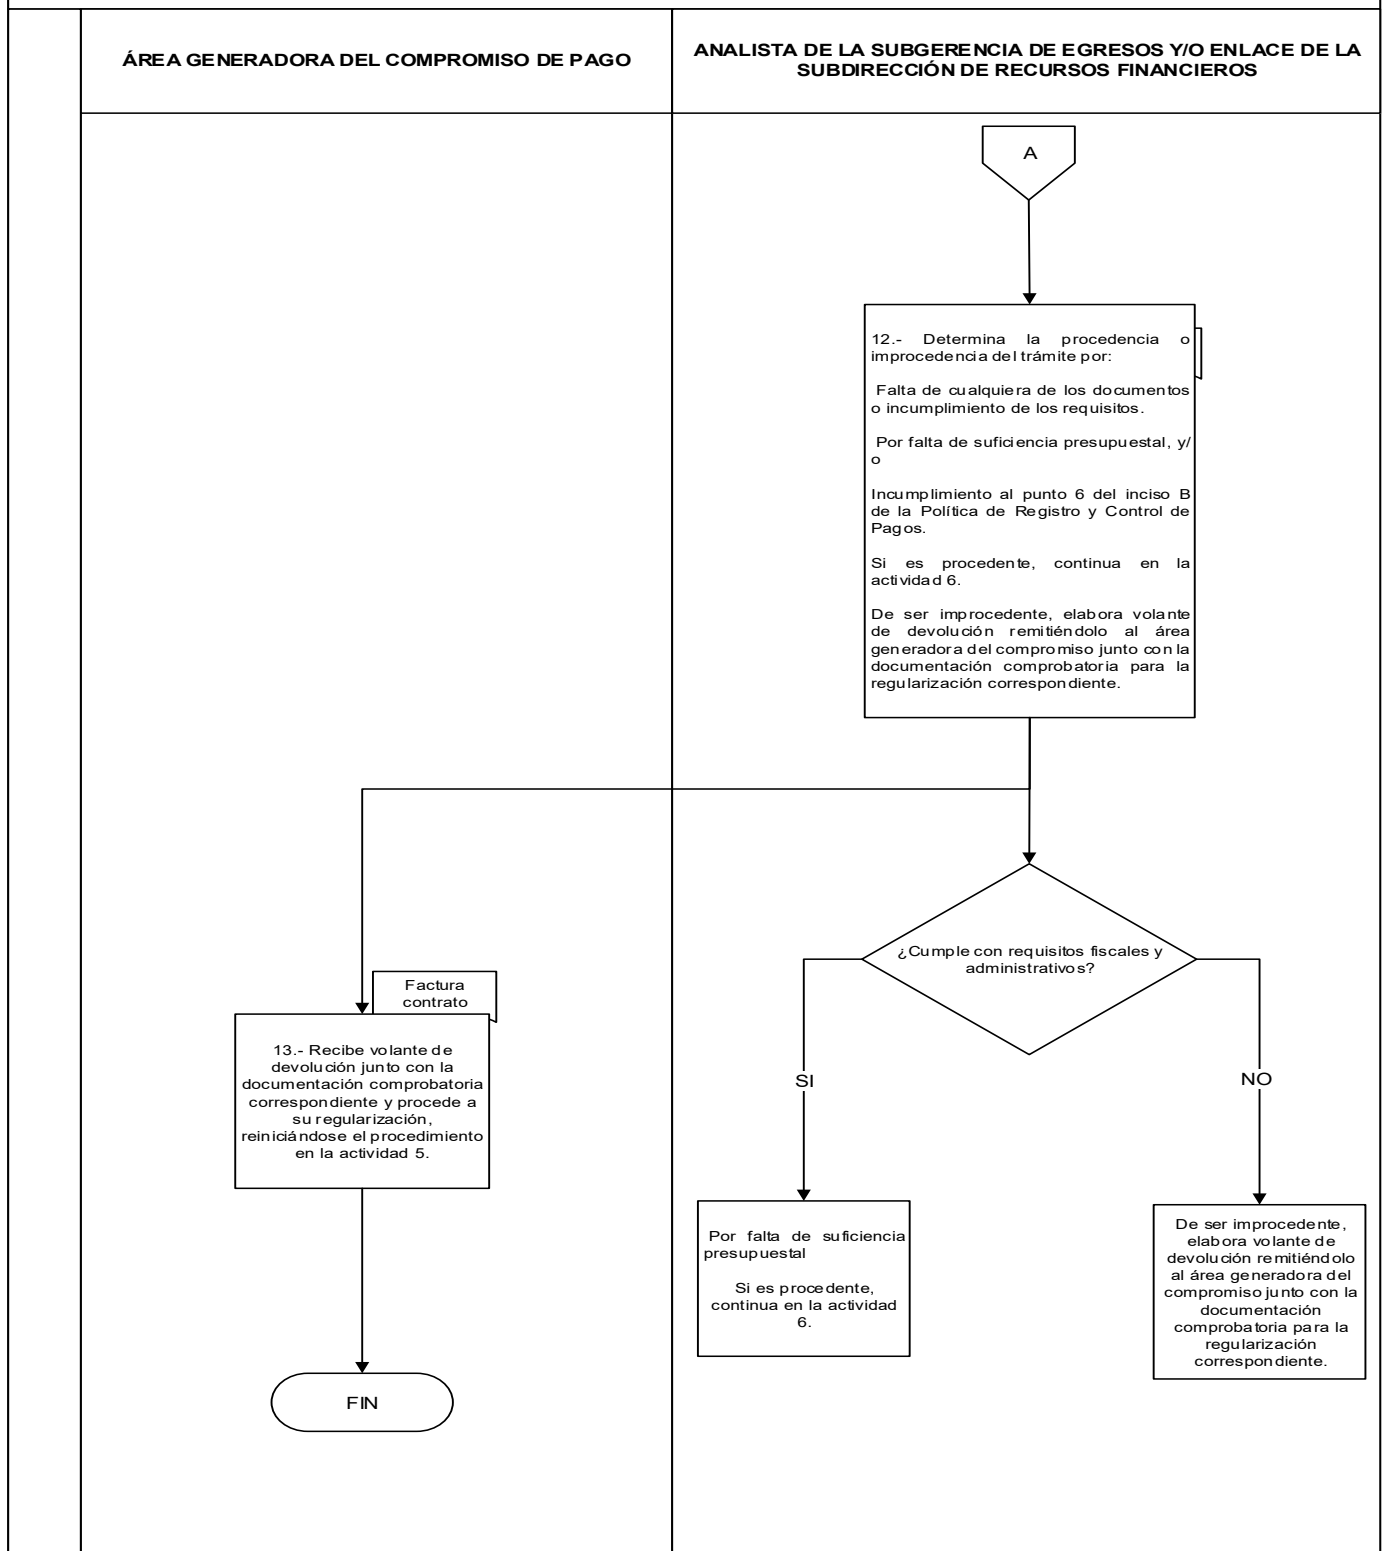 ÁREA GENERADORA DEL COMPROMISO DE PAGO
ANALISTA DE LA SUBGERENCIA DE EGRESOS Y/O ENLACE DE LA
SUBDIRECCIÓN DE RECURSOS FINANCIEROS
A
12.- Determina la procedencia o
improcedencia del trámite por:
Falta de cualquiera de los documentos
o incumplimiento de los requisitos.
Por falta de suficiencia presupuestal, y/
o
Incumplimiento al punto 6 del inciso B
de la Política de Registro y Control de
Pagos.
Si es procedente, continua en la
actividad 6.
De ser improcedente, elabora volante
de devolución remitiéndolo al área
generadora del compromiso junto con la
documentación comprobatoria para la
regularización correspondiente.
¿Cumple con requisitos fiscales y
administrativos?
Factura
contrato
13.- Recibe volante de
devolución junto con la
documentación comprobatoria
correspondiente y procede a
su regularización,
reiniciándose el procedimiento
en la actividad 5.
SI
NO
Por falta de suficiencia
presupuestal
Si es procedente,
continua en la actividad
6.
De ser improcedente,
elabora volante de
devolución remitiéndolo
al área generadora del
compromiso junto con la
documentación
comprobatoria para la
regularización
correspondiente.
FIN